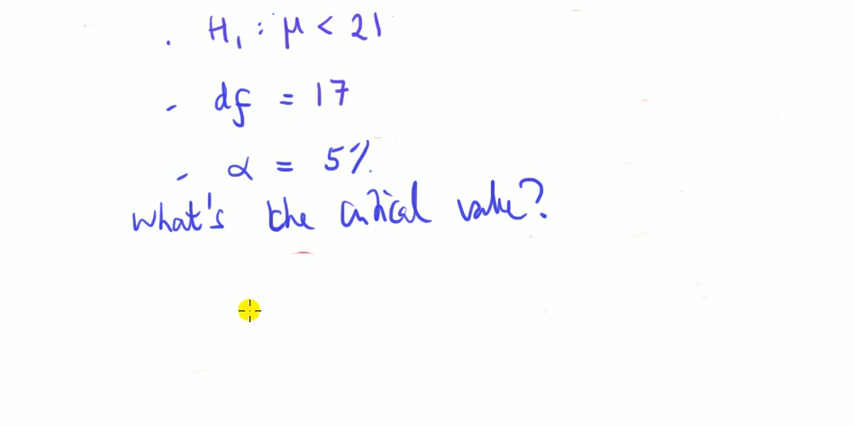 . H₁ : μ < 21
- df = 17
- α = 5%.
What's the critical value?